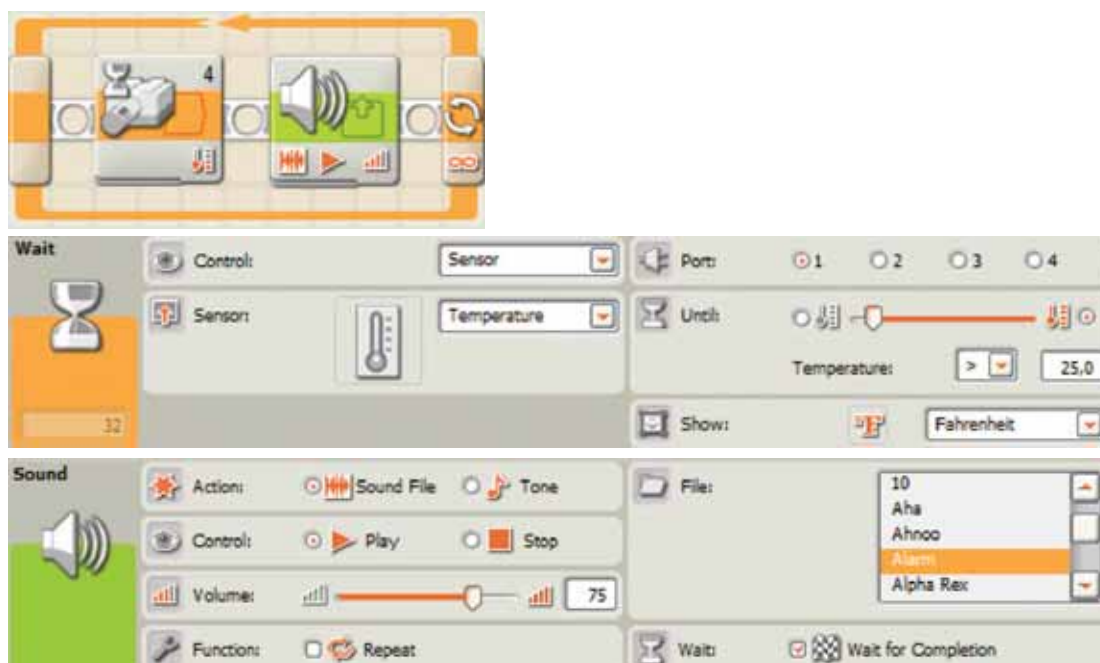 4
Wait
Control:
Sensor
Port:
1
2
3
4
Sensor:
Temperature
Until:
Temperature:
>
25,0
32
Show:
°F
Fahrenheit
Sound
Action:
Sound File
Tone
File:
10
Aha
Ahnoo
Alarm
Alpha Rex
Control:
Play
Stop
Volume:
75
Function:
Repeat
Wait:
Wait for Completion